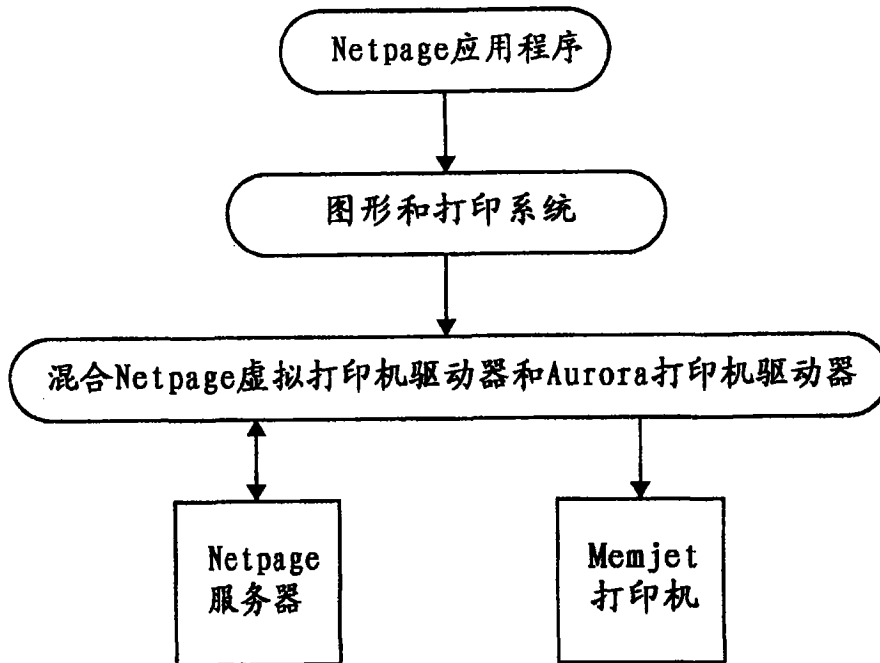 Netpage应用程序
图形和打印系统
混合Netpage虚拟打印机驱动器和Aurora打印机驱动器
Netpage
服务器
Memjet
打印机